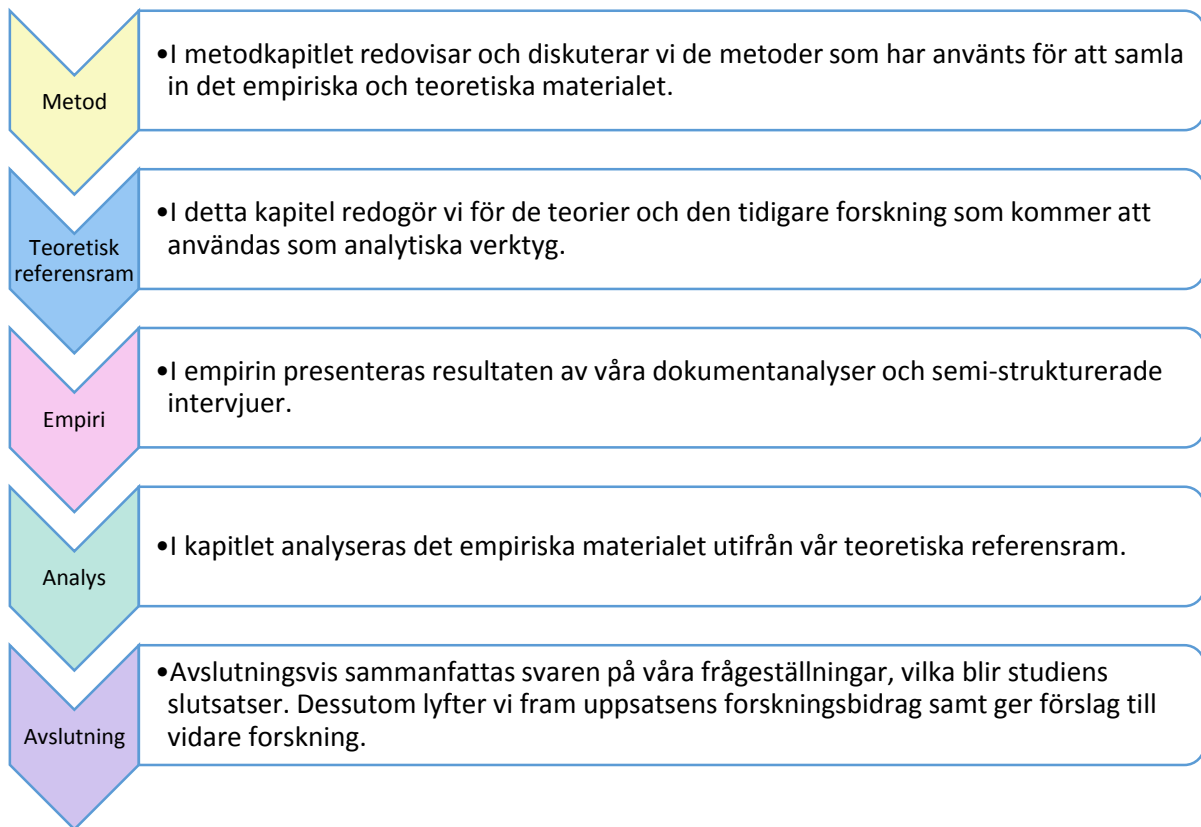 Metod
•I metodkapitlet redovisar och diskuterar vi de metoder som har använts för att samla
in det empiriska och teoretiska materialet.
Teoretisk
referensram
•I detta kapitel redogör vi för de teorier och den tidigare forskning som kommer att
användas som analytiska verktyg.
Empiri
•I empirin presenteras resultaten av våra dokumentanalyser och semi-strukturerade
intervjuer.
Analys
•I kapitlet analyseras det empiriska materialet utifrån vår teoretiska referensram.
Avslutning
•Avslutningsvis sammanfattas svaren på våra frågeställningar, vilka blir studiens
slutsatser. Dessutom lyfter vi fram uppsatsens forskningsbidrag samt ger förslag till
vidare forskning.